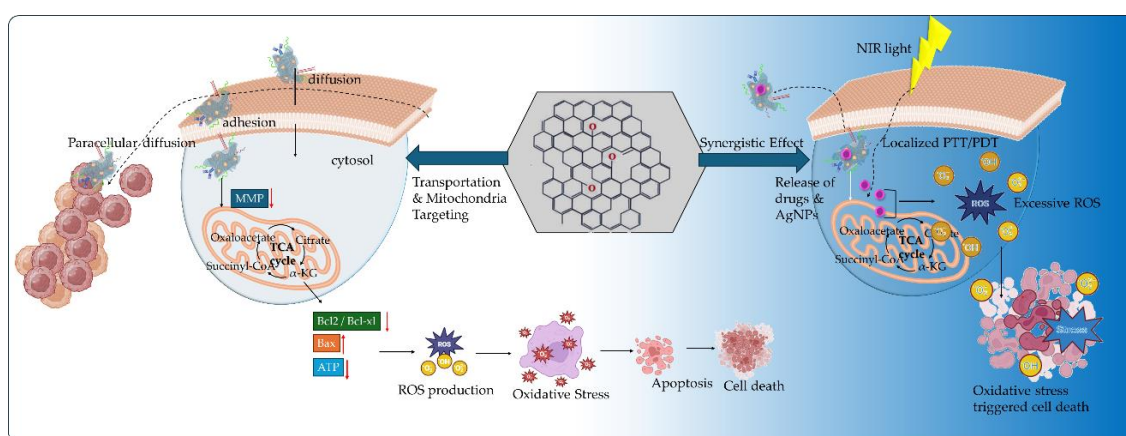 diffusion
adhesion
Paracellular diffusion
cytosol
MMP
Oxaloacetate
Citrate
TCA
cycle
Succinyl-CoA
α-KG
Bcl2 / Bcl-xl
Bax
ATP
ROS
ROS production
Oxidative Stress
Apoptosis
Cell death
Transportation
& Mitochondria
Targeting
O
O
O
Synergistic Effect
NIR light
Localized PTT/PDT
Release of
drugs &
AgNPs
ROS
Excessive ROS
Oxaloacetate
TCA
cycle
Succinyl-CoA
α-KG
Stress
Oxidative stress
triggered cell death